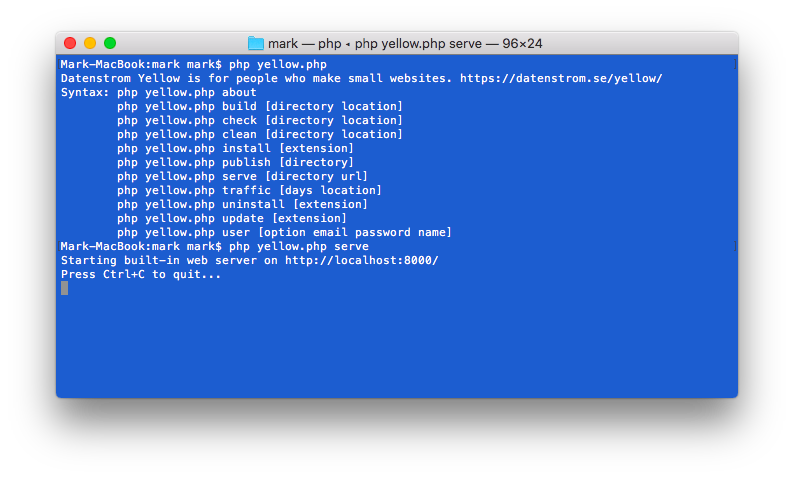 mark — php ◂ php yellow.php serve — 96×24
Mark-MacBook:mark mark$ php yellow.php
Datenstrom Yellow is for people who make small websites. https://datenstrom.se/yellow/
Syntax: php yellow.php about
        php yellow.php build [directory location]
        php yellow.php check [directory location]
        php yellow.php clean [directory location]
        php yellow.php install [extension]
        php yellow.php publish [directory]
        php yellow.php serve [directory url]
        php yellow.php traffic [days location]
        php yellow.php uninstall [extension]
        php yellow.php update [extension]
        php yellow.php user [option email password name]
Mark-MacBook:mark mark$ php yellow.php serve
Starting built-in web server on http://localhost:8000/
Press Ctrl+C to quit...